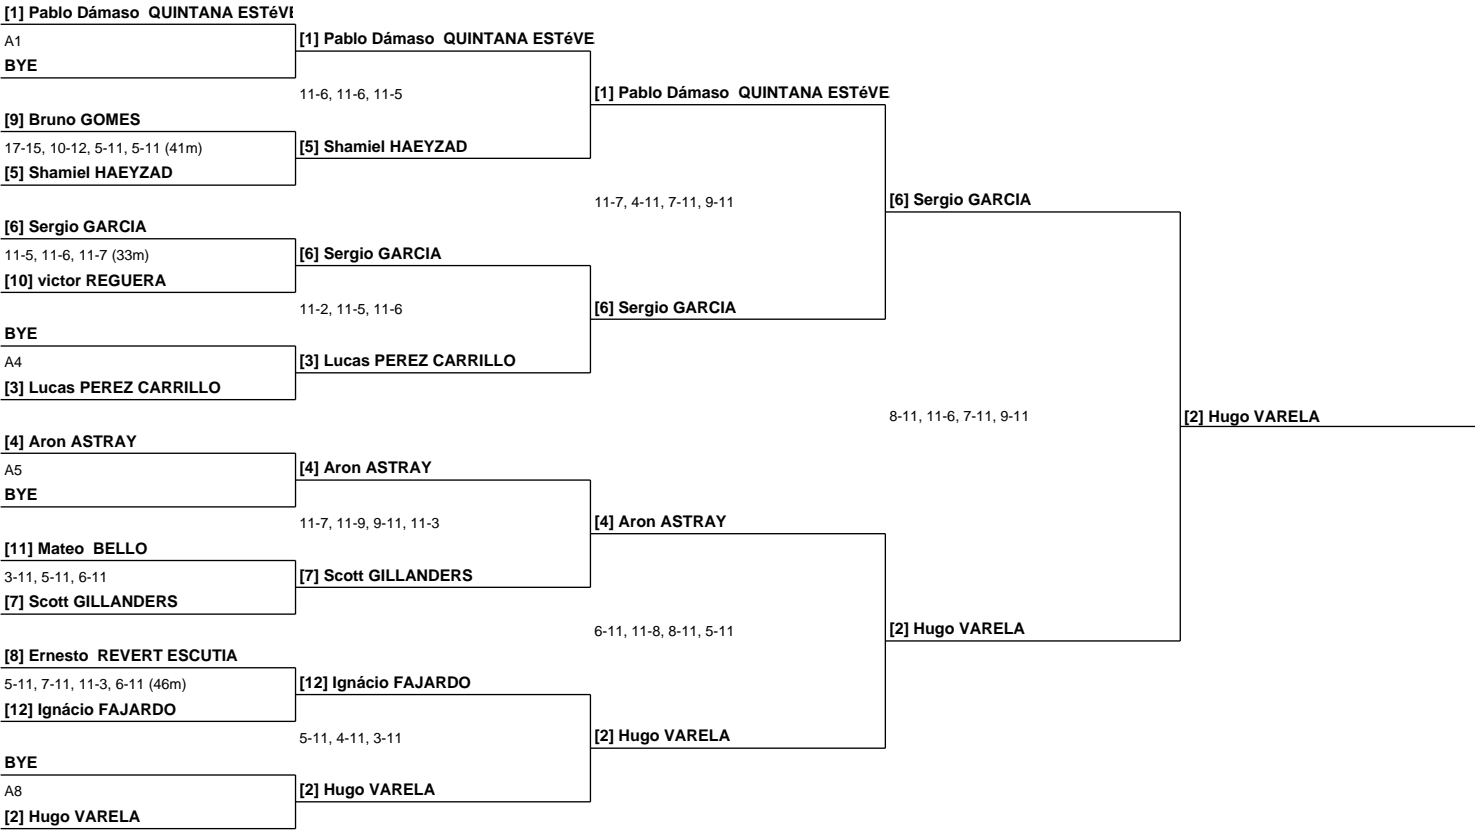 [1] Pablo Dámaso  QUINTANA ESTéVE
A1
BYE
[9] Bruno GOMES
17-15, 10-12, 5-11, 5-11 (41m)
[5] Shamiel HAEYZAD
[6] Sergio GARCIA
11-5, 11-6, 11-7 (33m)
[10] victor REGUERA
BYE
A4
[3] Lucas PEREZ CARRILLO
[4] Aron ASTRAY
A5
BYE
[11] Mateo  BELLO
3-11, 5-11, 6-11
[7] Scott GILLANDERS
[8] Ernesto  REVERT ESCUTIA
5-11, 7-11, 11-3, 6-11 (46m)
[12] Ignácio FAJARDO
BYE
A8
[2] Hugo VARELA
[1] Pablo Dámaso  QUINTANA ESTéVE
11-6, 11-6, 11-5
[5] Shamiel HAEYZAD
[6] Sergio GARCIA
11-2, 11-5, 11-6
[3] Lucas PEREZ CARRILLO
[4] Aron ASTRAY
11-7, 11-9, 9-11, 11-3
[7] Scott GILLANDERS
[12] Ignácio FAJARDO
5-11, 4-11, 3-11
[2] Hugo VARELA
[1] Pablo Dámaso  QUINTANA ESTéVE
11-7, 4-11, 7-11, 9-11
[6] Sergio GARCIA
[4] Aron ASTRAY
6-11, 11-8, 8-11, 5-11
[2] Hugo VARELA
[6] Sergio GARCIA
8-11, 11-6, 7-11, 9-11
[2] Hugo VARELA
[2] Hugo VARELA